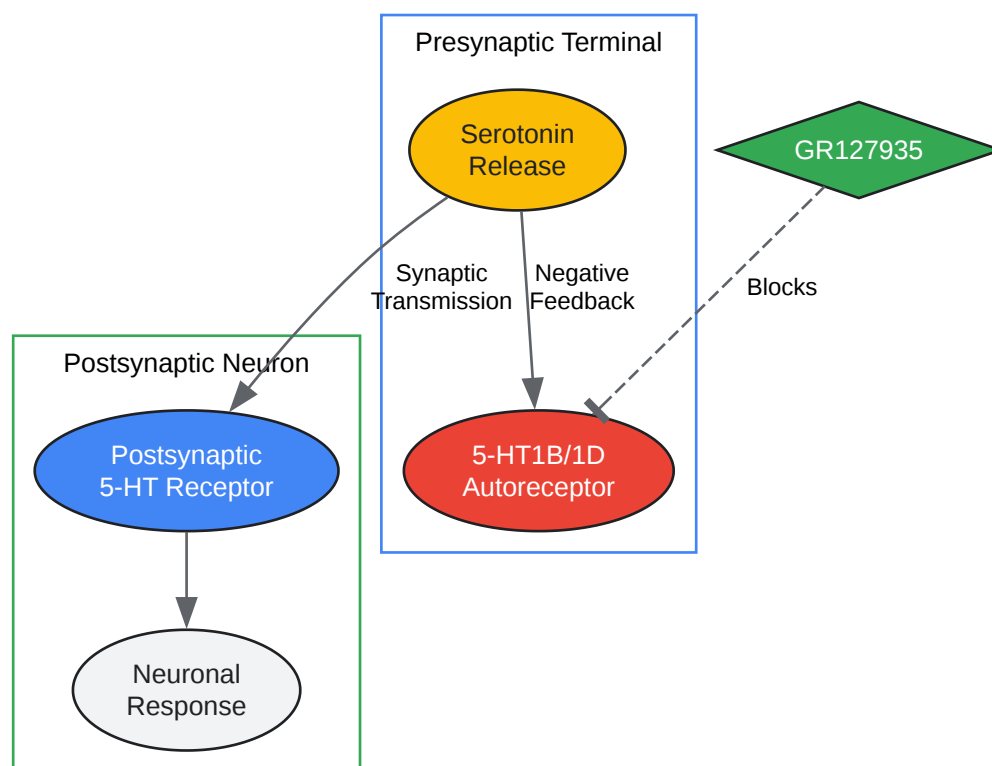 Presynaptic Terminal
Serotonin
Release
GR127935
Synaptic
Transmission
Negative
Feedback
Blocks
Postsynaptic Neuron
Postsynaptic
5-HT Receptor
5-HT1B/1D
Autoreceptor
Neuronal
Response